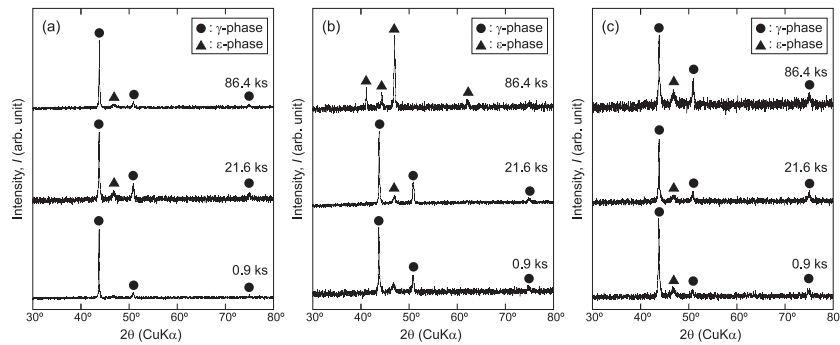 (a)
● : γ-phase
▲ : ε-phase
86.4 ks
21.6 ks
0.9 ks
Intensity, I (arb. unit)
30° 40° 50° 60° 70° 80°
2θ (CuKα)
(b)
● : γ-phase
▲ : ε-phase
86.4 ks
21.6 ks
0.9 ks
Intensity, I (arb. unit)
30° 40° 50° 60° 70° 80°
2θ (CuKα)
(c)
● : γ-phase
▲ : ε-phase
86.4 ks
21.6 ks
0.9 ks
Intensity, I (arb. unit)
30° 40° 50° 60° 70° 80
2θ (CuKα)